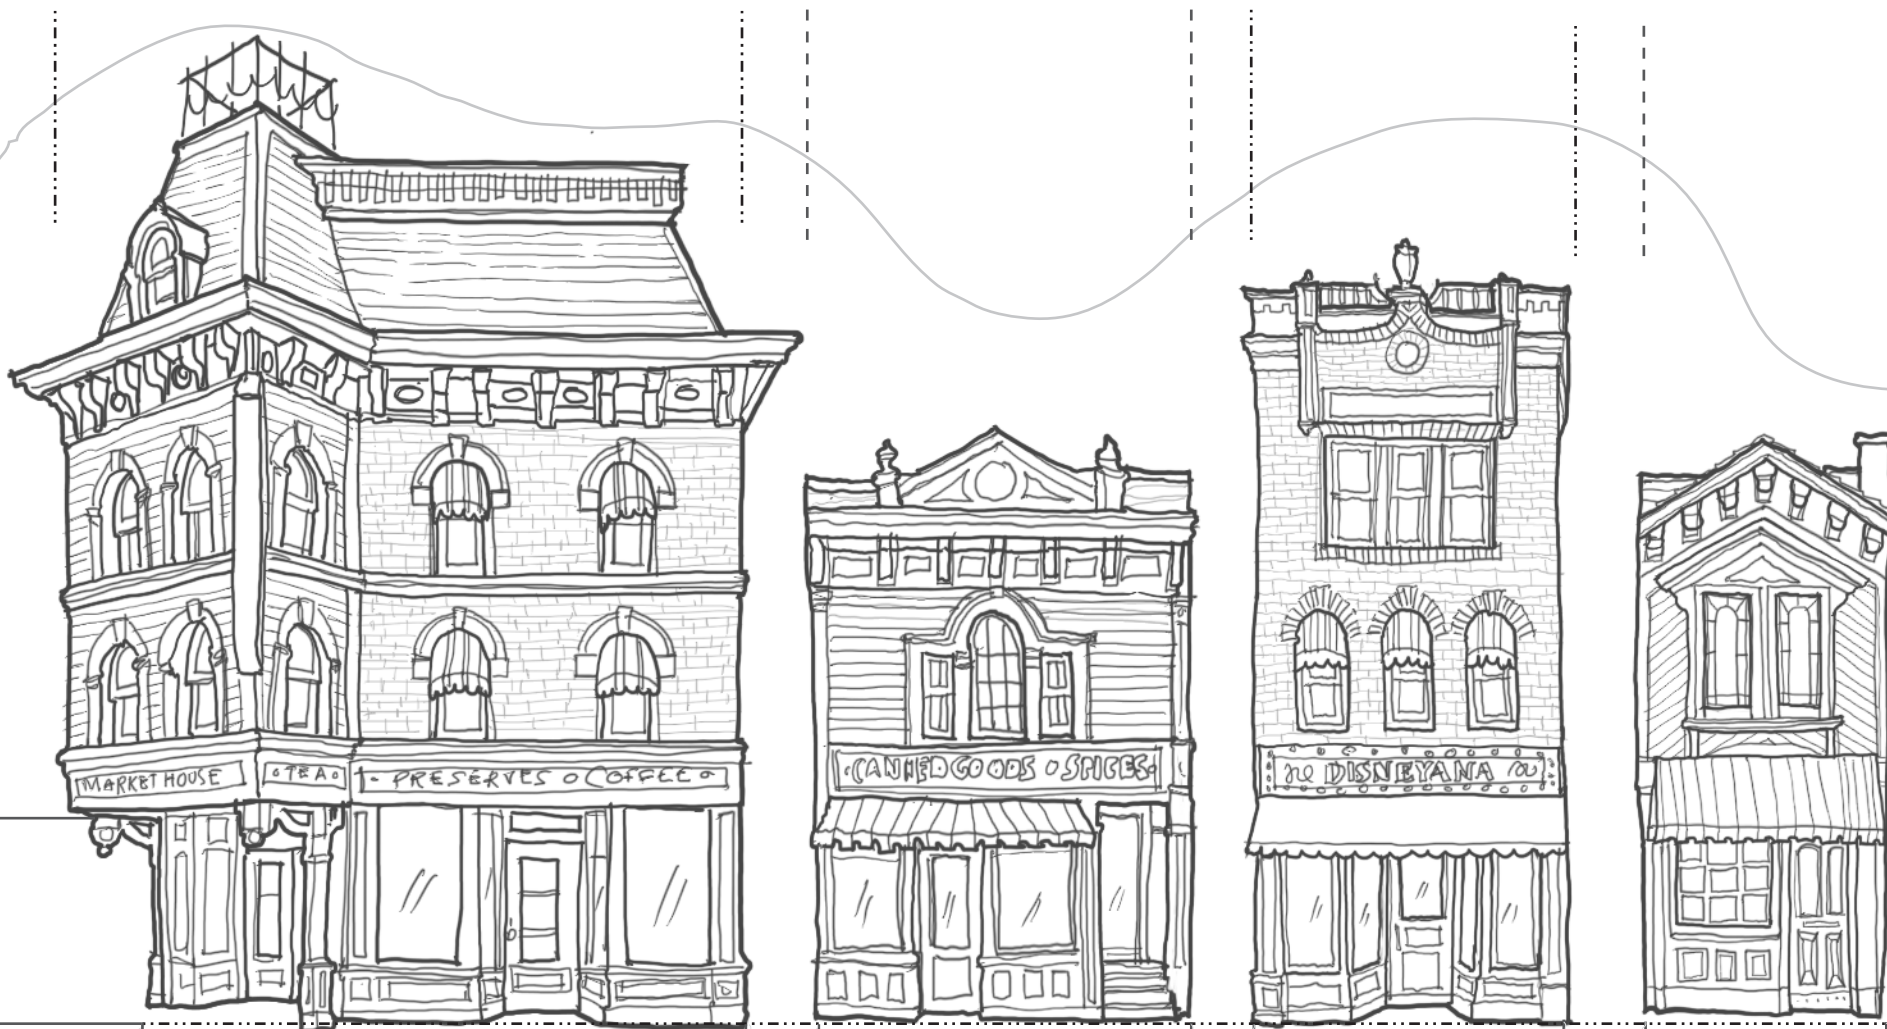 MARKET HOUSE
TEA
PRESERVES COFFEE
CANNED GOODS SPICES
DISNEYANA